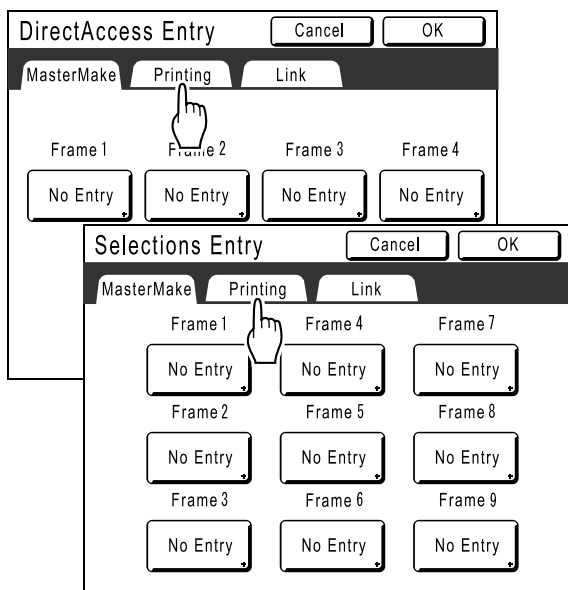 DirectAccess Entry Cancel OK
MasterMake Printing Link
Frame 1 Frame 2 Frame 3 Frame 4
No Entry No Entry No Entry No Entry
Selections Entry Cancel OK
MasterMake Printing Link
Frame 1 Frame 4 Frame 7
No Entry No Entry No Entry
Frame 2 Frame 5 Frame 8
No Entry No Entry No Entry
Frame 3 Frame 6 Frame 9
No Entry No Entry No Entry